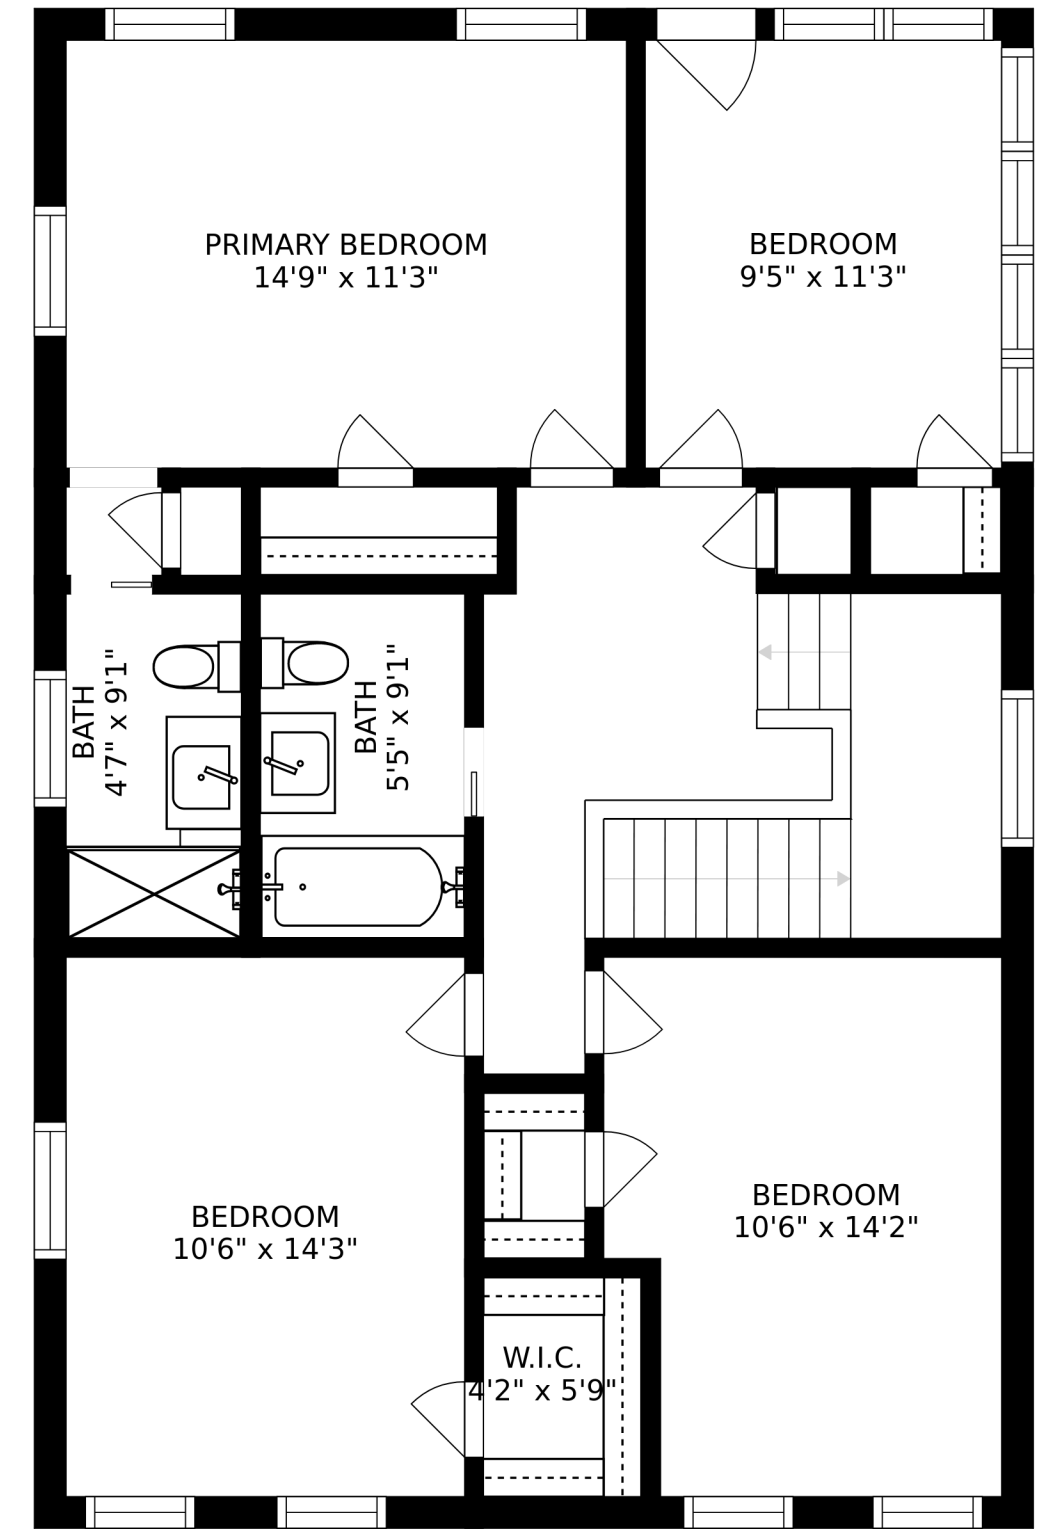 PRIMARY BEDROOM
14'9" x 11'3"
BEDROOM
9'5" x 11'3"
BATH
4'7" x 9'1"
BATH
5'5" x 9'1"
BEDROOM
10'6" x 14'3"
BEDROOM
10'6" x 14'2"
W.I.C.
4'2" x 5'9"